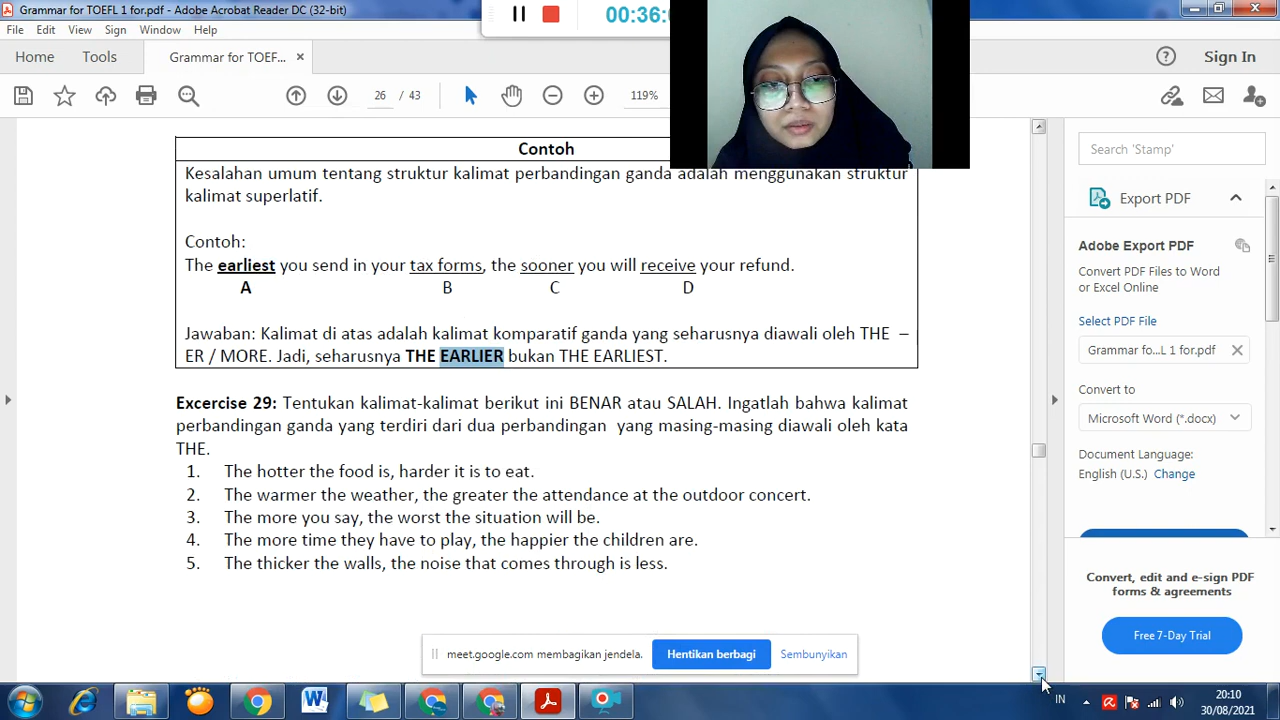 Grammar for TOEFL 1 for.pdf - Adobe Acrobat Reader DC (32-bit)
File Edit View Sign Window Help
Home Tools Grammar for TOEF... ×
Sign In
26 / 43 119%
Contoh
Kesalahan umum tentang struktur kalimat perbandingan ganda adalah menggunakan struktur
kalimat superlatif.
Contoh:
The earliest you send in your tax forms, the sooner you will receive your refund.
A B C D
Jawaban: Kalimat di atas adalah kalimat komparatif ganda yang seharusnya diawali oleh THE –
ER / MORE. Jadi, seharusnya THE EARLIER bukan THE EARLIEST.
Excercise 29: Tentukan kalimat-kalimat berikut ini BENAR atau SALAH. Ingatlah bahwa kalimat
perbandingan ganda yang terdiri dari dua perbandingan yang masing-masing diawali oleh kata
THE.
1. The hotter the food is, harder it is to eat.
2. The warmer the weather, the greater the attendance at the outdoor concert.
3. The more you say, the worst the situation will be.
4. The more time they have to play, the happier the children are.
5. The thicker the walls, the noise that comes through is less.
Search 'Stamp'
Export PDF
Adobe Export PDF
Convert PDF Files to Word
or Excel Online
Select PDF File
Grammar fo...L 1 for.pdf
Convert to
Microsoft Word (*.docx)
Document Language:
English (U.S.) Change
Convert, edit and e-sign PDF
forms & agreements
Free 7-Day Trial
meet.google.com membagikan jendela. Hentikan berbagi Sembunyikan
IN
20:10
30/08/2021